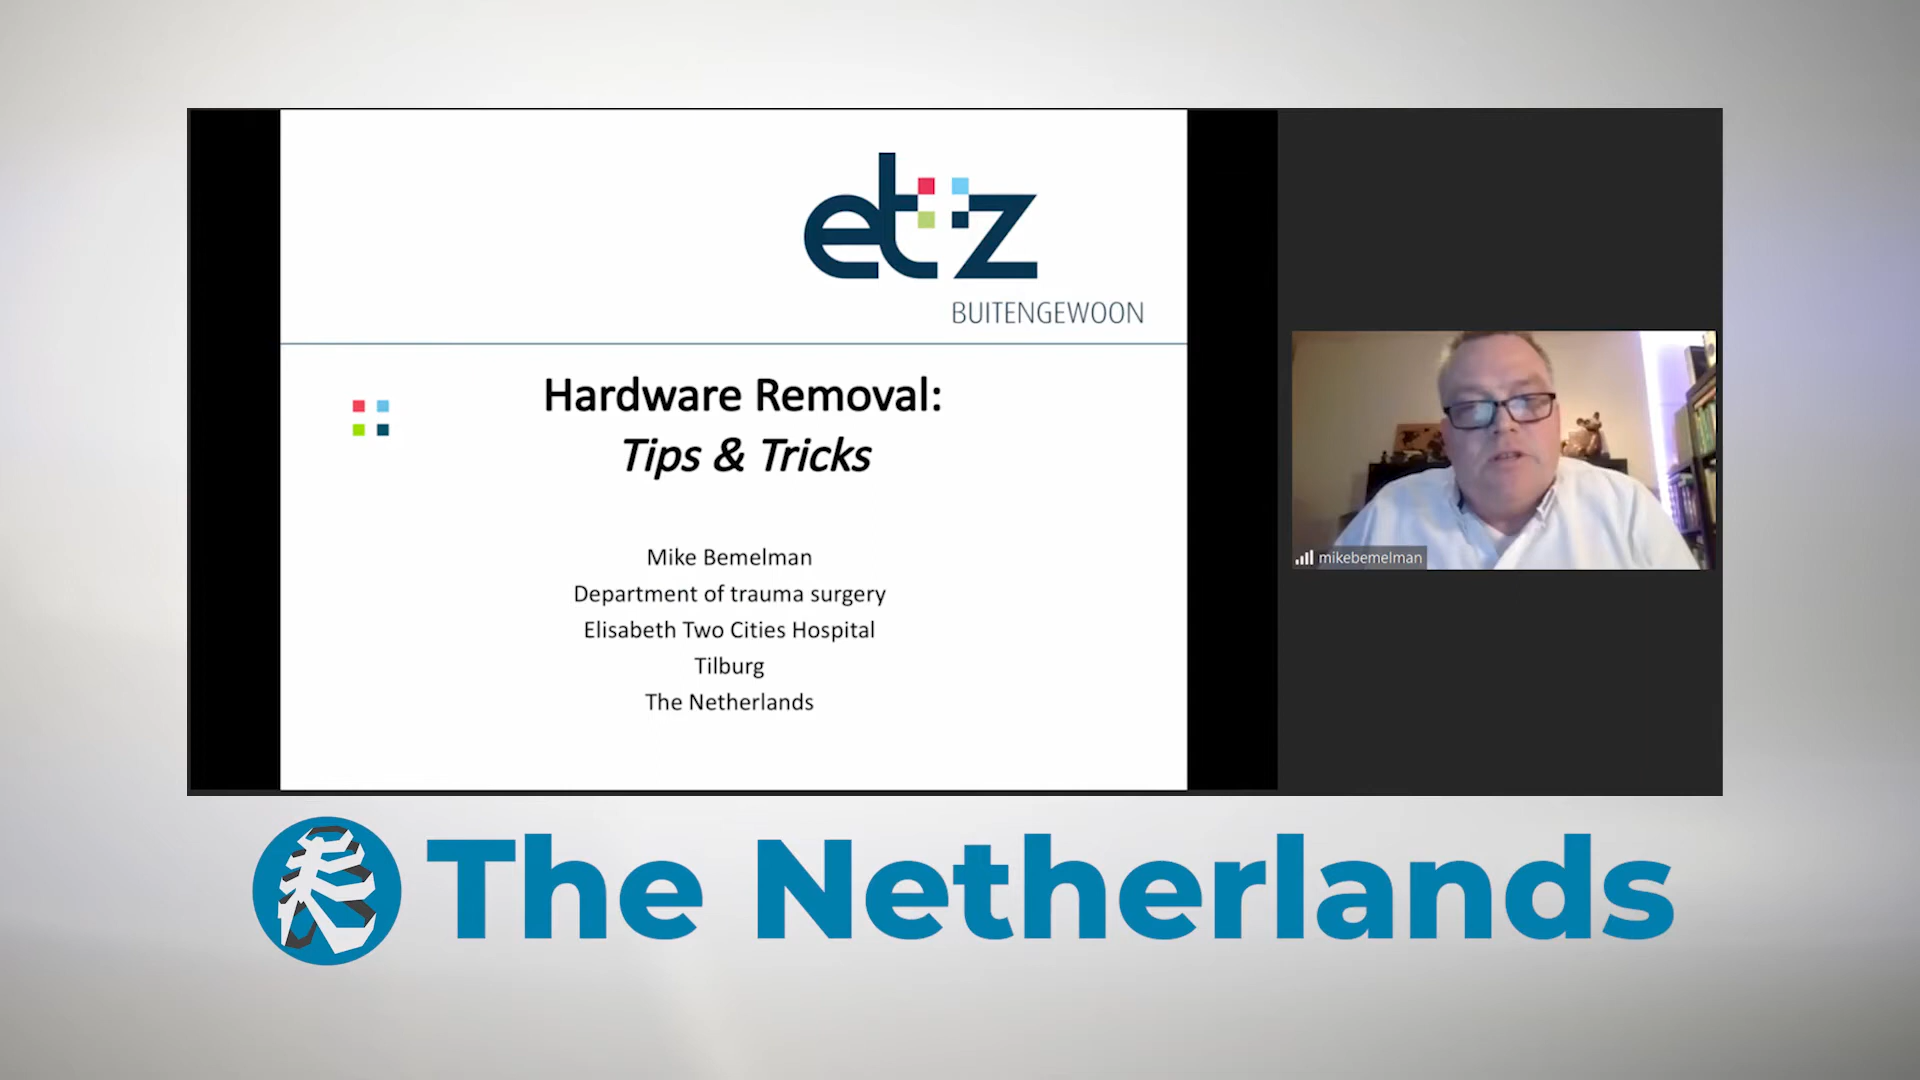 etz
BUITENGEWOON
Hardware Removal:
Tips & Tricks
Mike Bemelman
Department of trauma surgery
Elisabeth Two Cities Hospital
Tilburg
The Netherlands
mikebemelman
The Netherlands